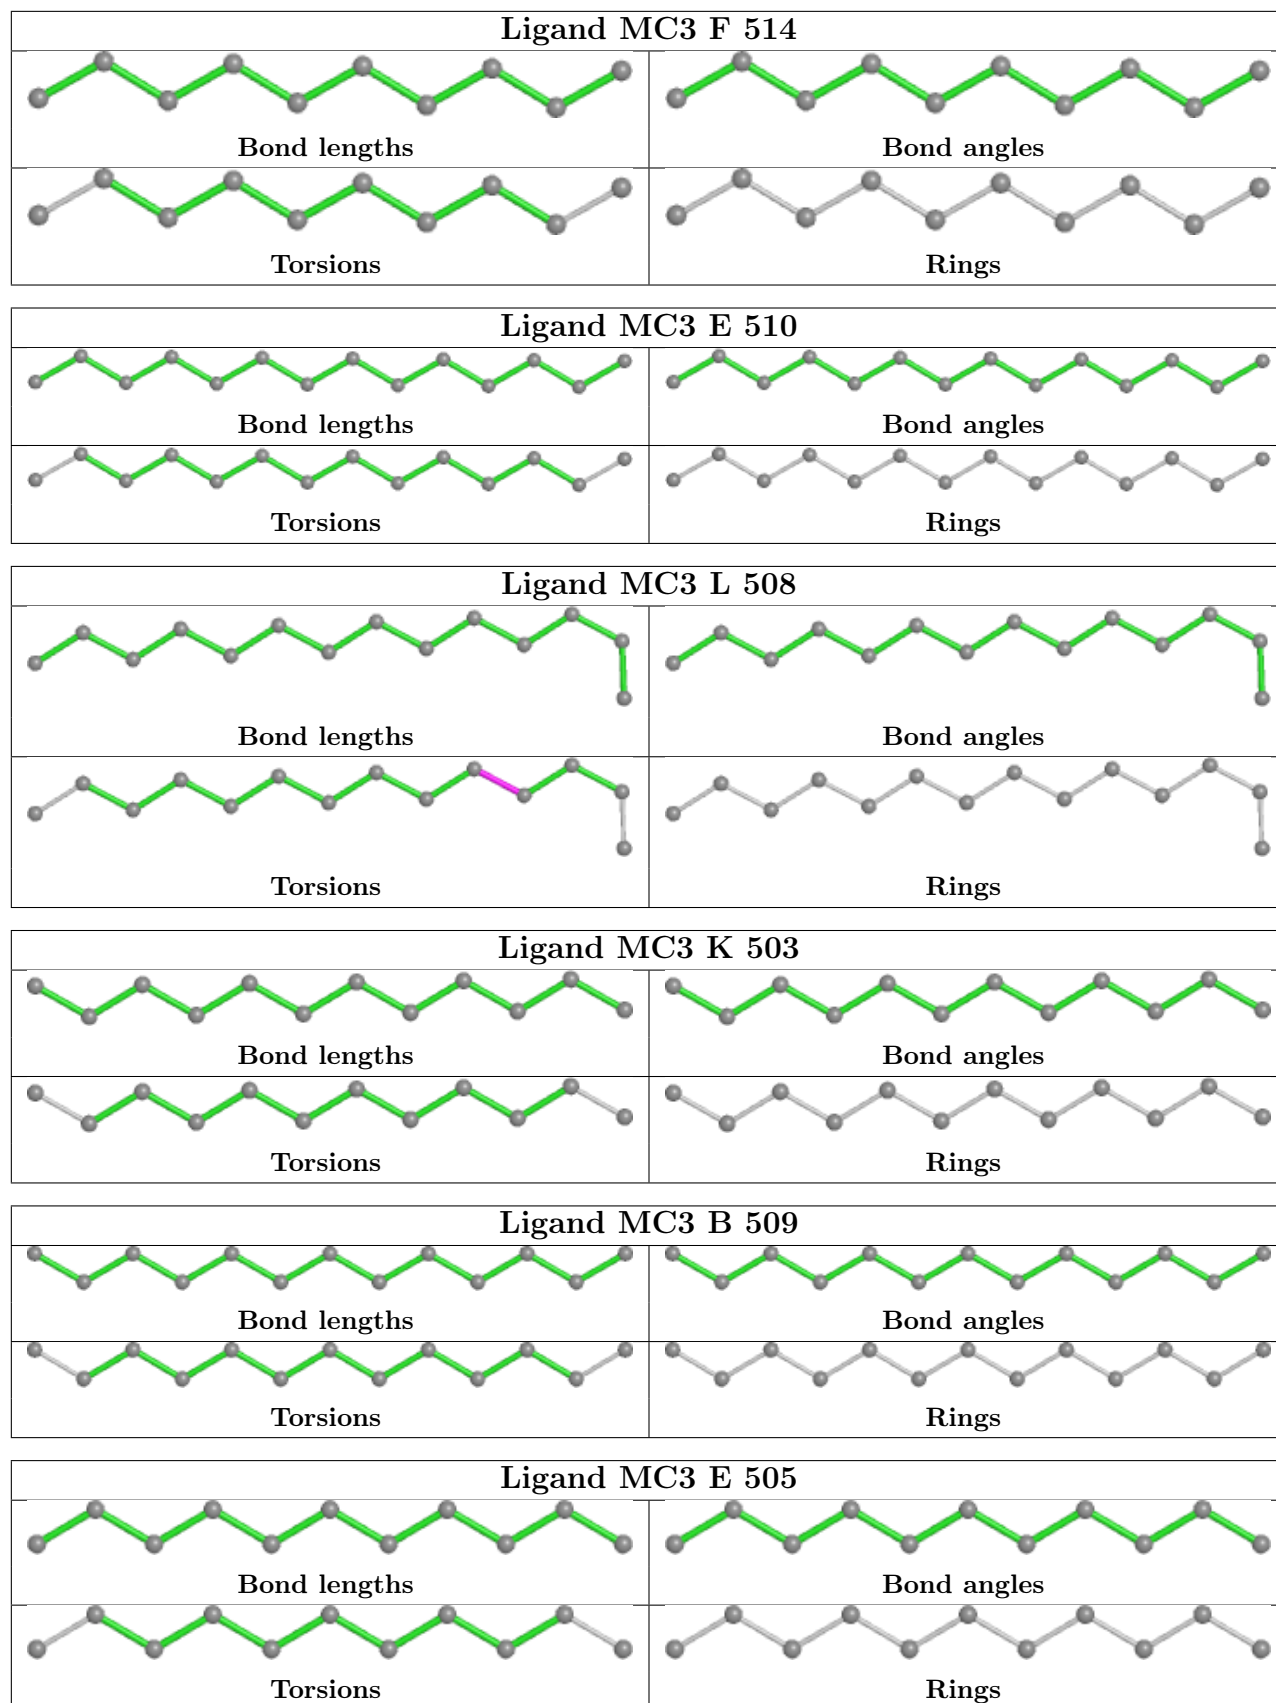 Ligand MC3 F 514
Bond lengths Bond angles
Torsions Rings
Ligand MC3 E 510
Bond lengths Bond angles
Torsions Rings
Ligand MC3 L 508
Bond lengths Bond angles
Torsions Rings
Ligand MC3 K 503
Bond lengths Bond angles
Torsions Rings
Ligand MC3 B 509
Bond lengths Bond angles
Torsions Rings
Ligand MC3 E 505
Bond lengths Bond angles
Torsions Rings